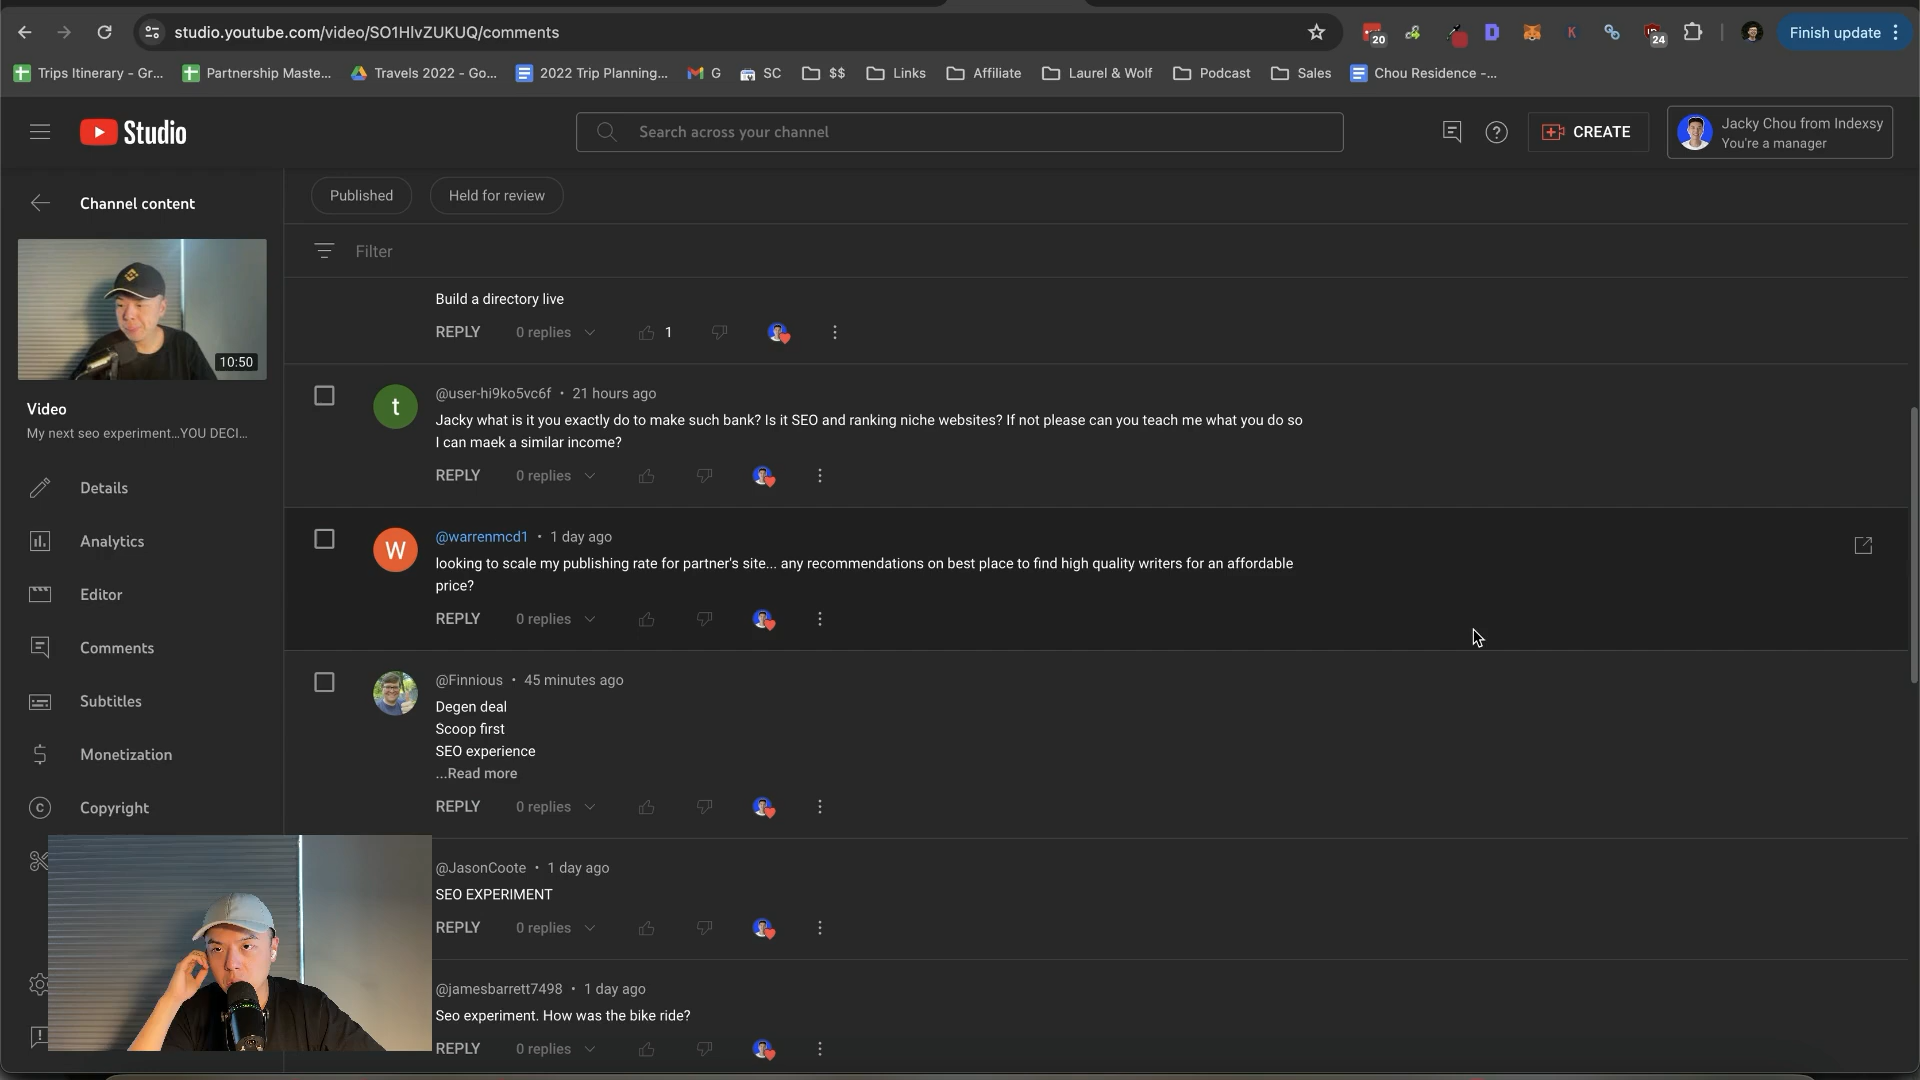 studio.youtube.com/video/SO1HIvZUKUQ/comments
20
D
K
24
Finish update
Trips Itinerary - Gr...
Partnership Maste...
Travels 2022 - Go...
2022 Trip Planning...
G
SC
$$
Links
Affiliate
Laurel & Wolf
Podcast
Sales
Chou Residence -...
Studio
Search across your channel
CREATE
Jacky Chou from Indexsy
You're a manager
Channel content
10:50
Video
My next seo experiment...YOU DECI...
Details
Analytics
Editor
Comments
Subtitles
Monetization
Copyright
Published
Held for review
Filter
Build a directory live
REPLY 0 replies 1
t
@user-hi9ko5vc6f • 21 hours ago
Jacky what is it you exactly do to make such bank? Is it SEO and ranking niche websites? If not please can you teach me what you do so
I can maek a similar income?
REPLY 0 replies
W
@warrenmcd1 • 1 day ago
looking to scale my publishing rate for partner's site... any recommendations on best place to find high quality writers for an affordable
price?
REPLY 0 replies
@Finnious • 45 minutes ago
Degen deal
Scoop first
SEO experience
...Read more
REPLY 0 replies
@JasonCoote • 1 day ago
SEO EXPERIMENT
REPLY 0 replies
@jamesbarrett7498 • 1 day ago
Seo experiment. How was the bike ride?
REPLY 0 replies